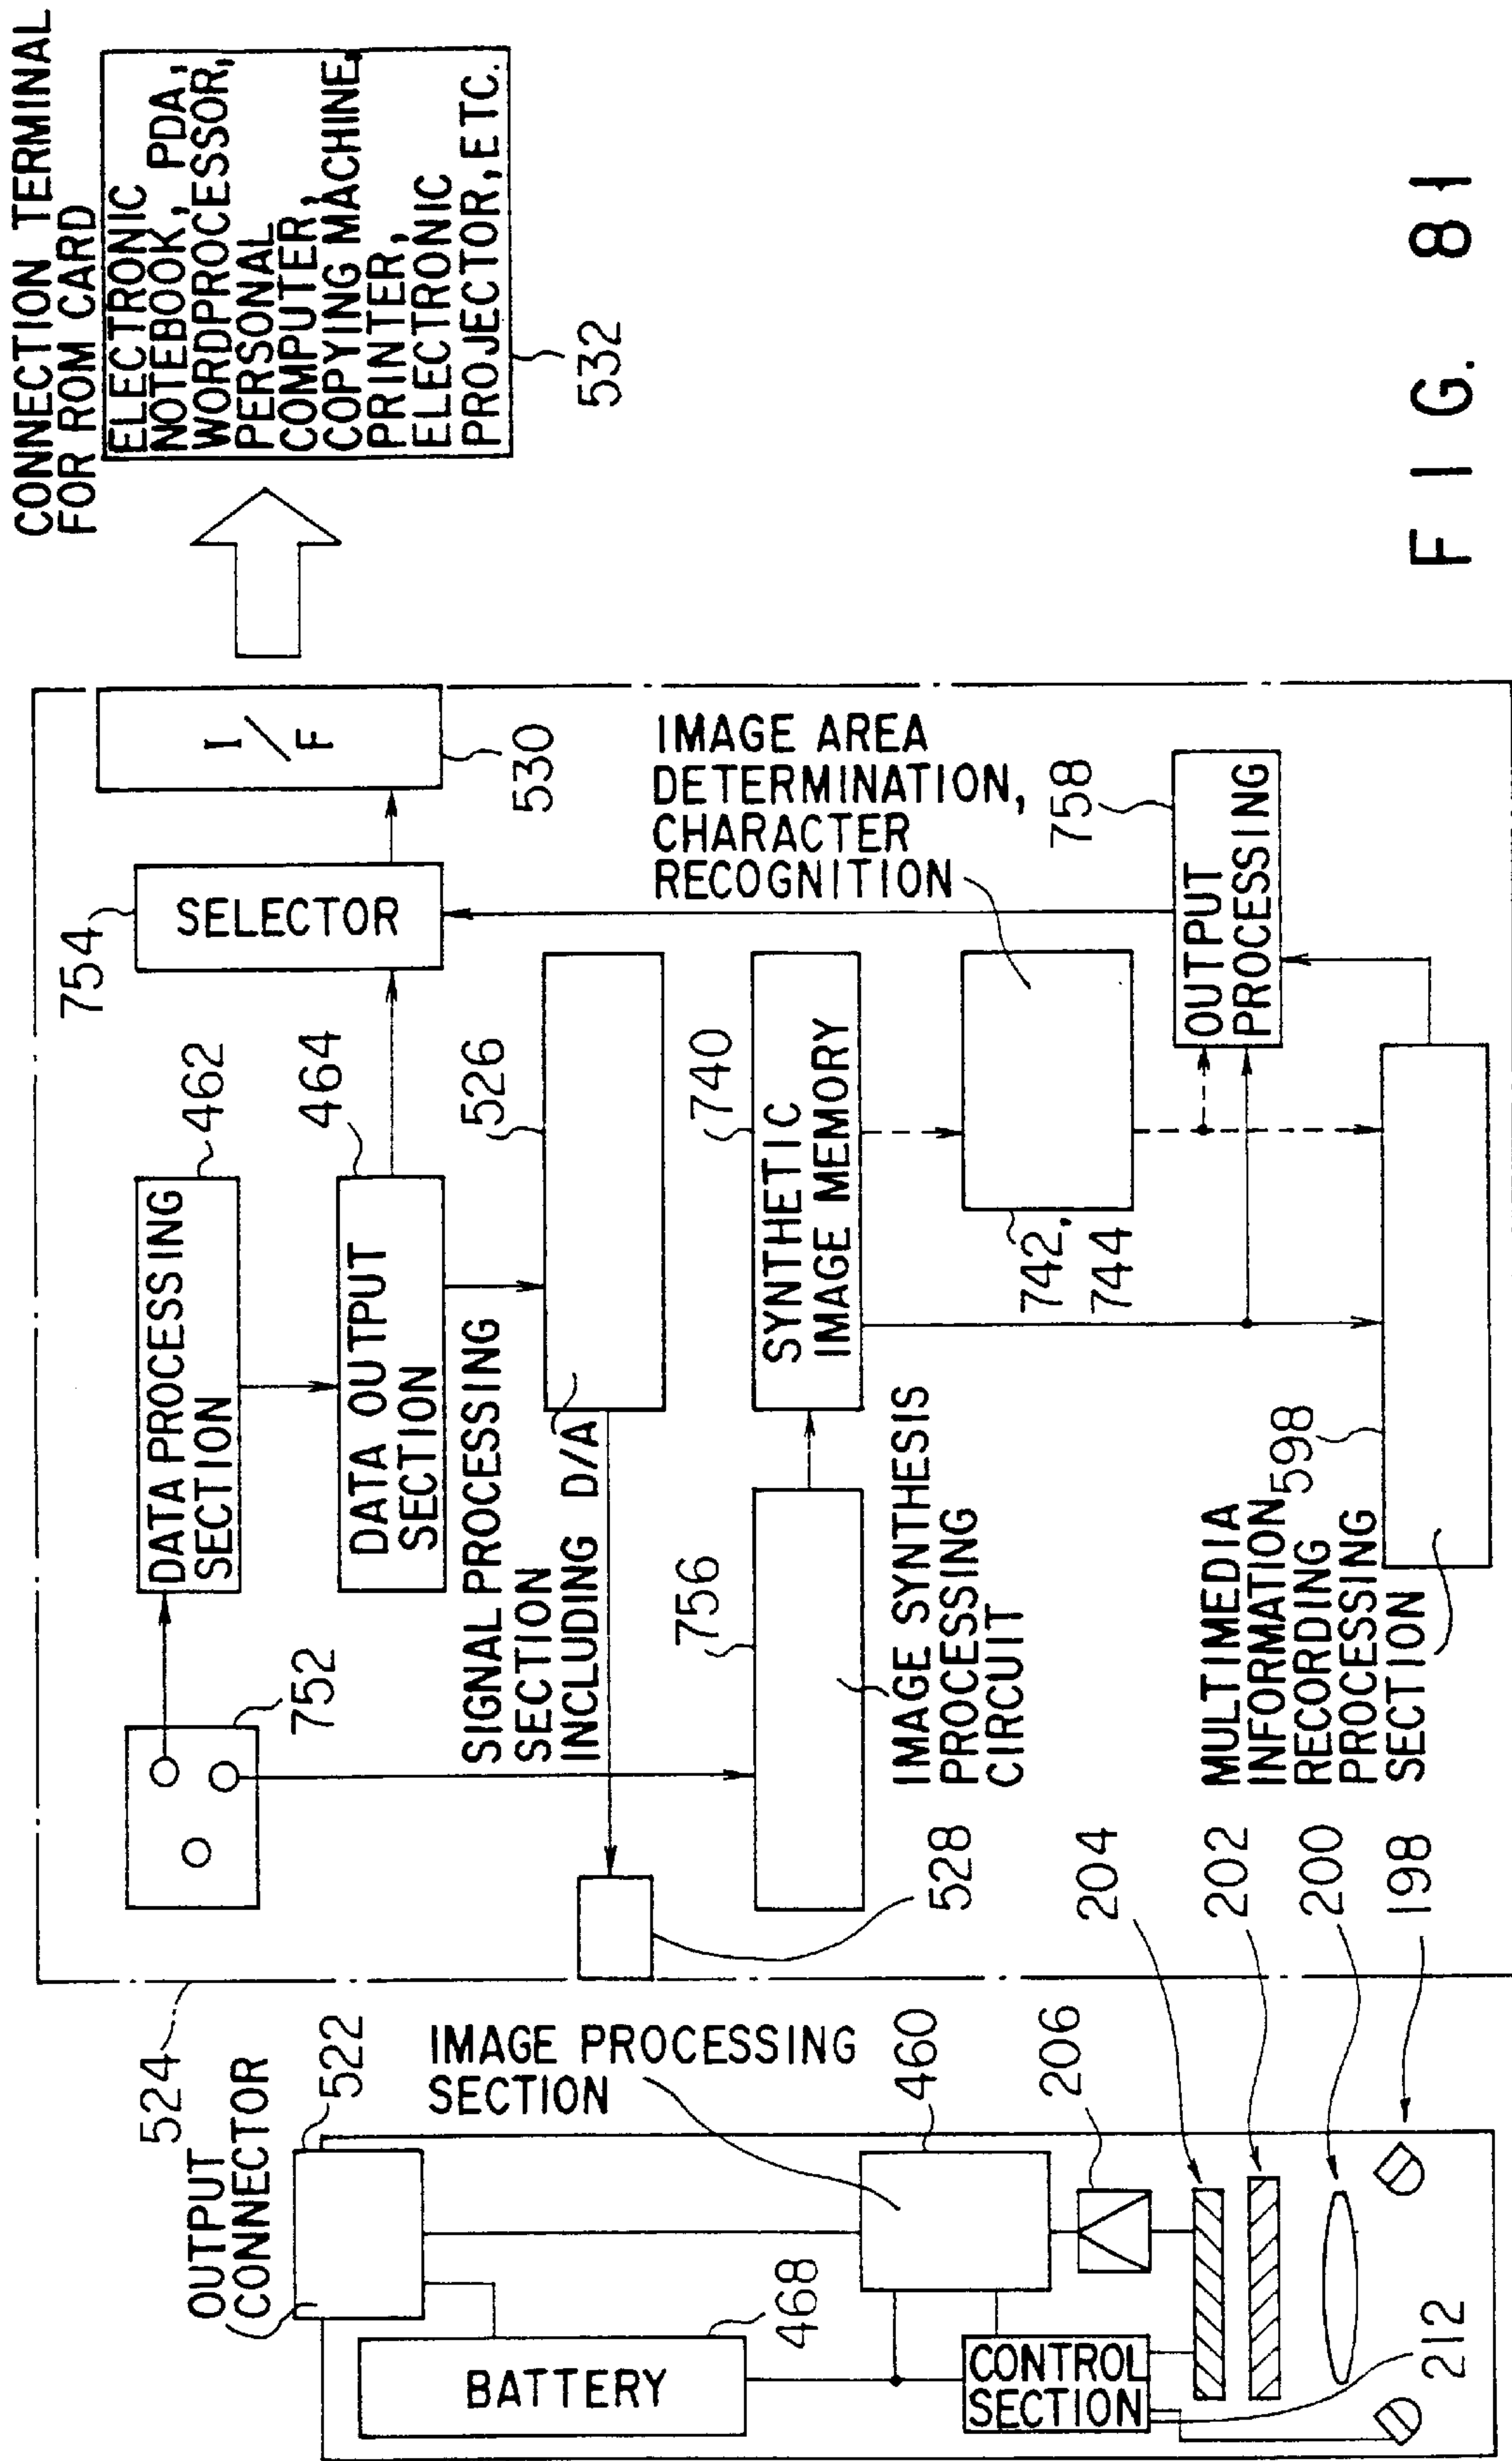 CONNECTION TERMINAL
FOR ROM CARD
ELECTRONIC
NOTEBOOK, PDA,
WORDPROCESSOR,
PERSONAL
COMPUTER,
COPYING MACHINE,
PRINTER,
ELECTRONIC
PROJECTOR, ETC.
532
I/F
530
754
SELECTOR
462
DATA PROCESSING
SECTION
464
DATA OUTPUT
SECTION
752
526
SIGNAL PROCESSING
SECTION
INCLUDING D/A
528
740
SYNTHETIC
IMAGE MEMORY
756
IMAGE SYNTHESIS
PROCESSING
CIRCUIT
IMAGE AREA
DETERMINATION,
CHARACTER
RECOGNITION
742,
744
758
OUTPUT
PROCESSING
598
MULTIMEDIA
INFORMATION
RECORDING
PROCESSING
SECTION
524
OUTPUT
CONNECTOR
522
IMAGE PROCESSING
SECTION
460
468
BATTERY
CONTROL
SECTION
206
204
202
200
198
212
FIG. 81